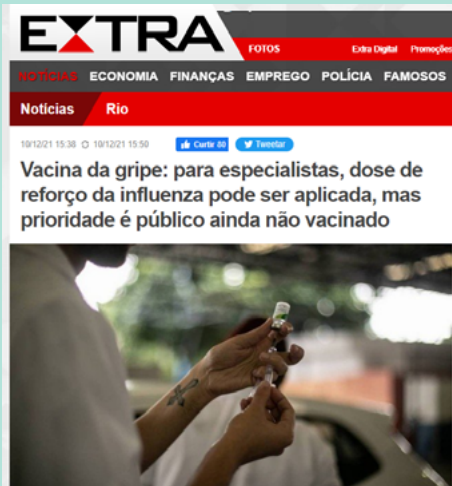 EXTRA
FOTOS Extra Digital Promoções
NOTÍCIAS ECONOMIA FINANÇAS EMPREGO POLÍCIA FAMOSOS
Notícias Rio
10/12/21 15:38 10/12/21 15:50 Curtir 80 Tweetar
Vacina da gripe: para especialistas, dose de
reforço da influenza pode ser aplicada, mas
prioridade é público ainda não vacinado